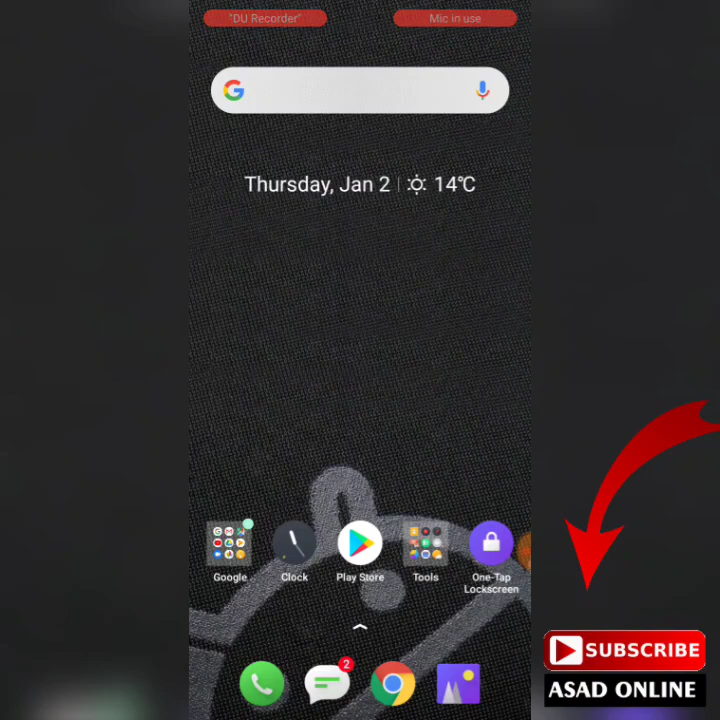 "DU Recorder"
Mic in use
Thursday, Jan 2
14°C
Google
Clock
Play Store
Tools
One-Tap
Lockscreen
2
SUBSCRIBE
ASAD ONLINE